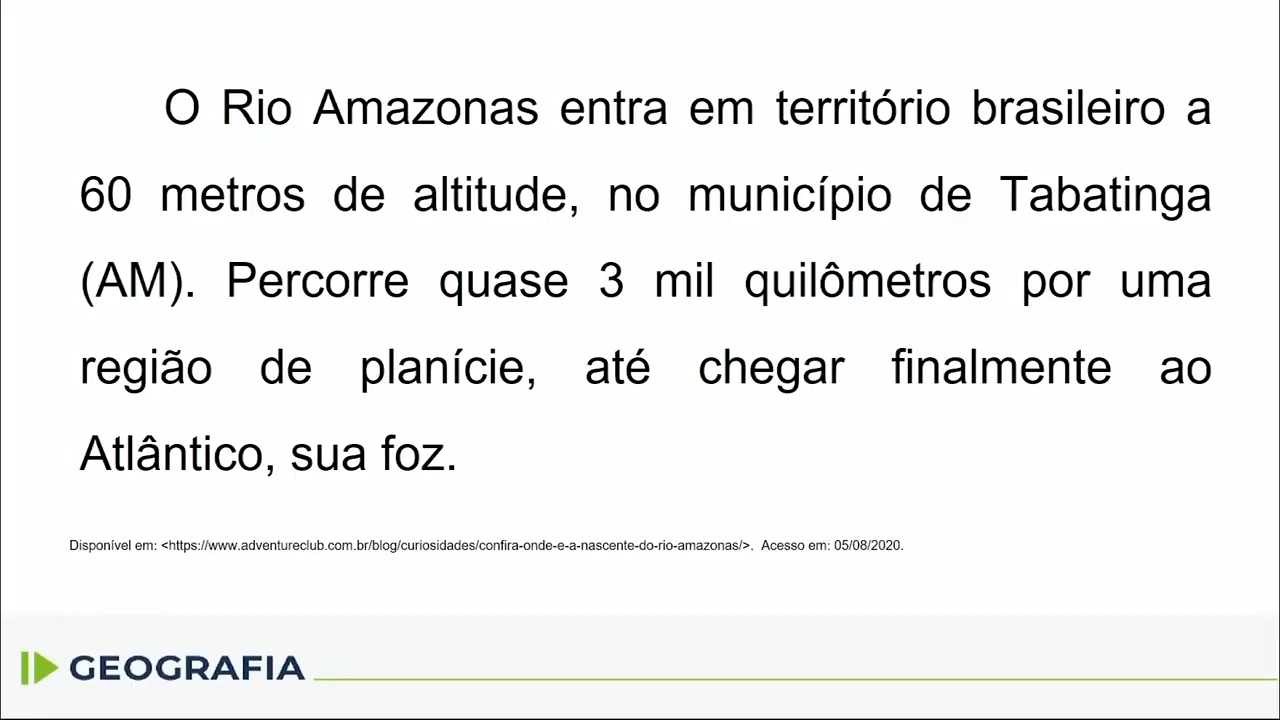 O Rio Amazonas entra em território brasileiro a
60 metros de altitude, no município de Tabatinga
(AM). Percorre quase 3 mil quilômetros por uma
região de planície, até chegar finalmente ao
Atlântico, sua foz.
Disponível em: <https://www.adventureclub.com.br/blog/curiosidades/confira-onde-e-a-nascente-do-rio-amazonas/>. Acesso em: 05/08/2020.
GEOGRAFIA